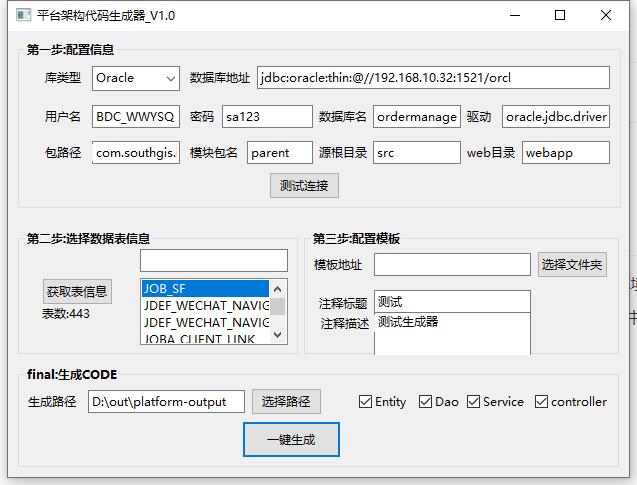 平台架构代码生成器_V1.0
第一步:配置信息
库类型 Oracle 数据库地址 jdbc:oracle:thin:@//192.168.10.32:1521/orcl
用户名 BDC_WWYSQ 密码 sa123 数据库名 ordermanage 驱动 oracle.jdbc.driver
包路径 com.southgis. 模块包名 parent 源根目录 src web目录 webapp
测试连接
第二步:选择数据表信息
获取表信息
表数:443
JOB_SF
JDEF_WECHAT_NAVIG
JDEF_WECHAT_NAVIG
JOBA_CLIENT_LINK
第三步:配置模板
模板地址 选择文件夹
注释标题 测试
注释描述 测试生成器
final:生成CODE
生成路径 D:\out\platform-output 选择路径 Entity Dao Service controller
一键生成